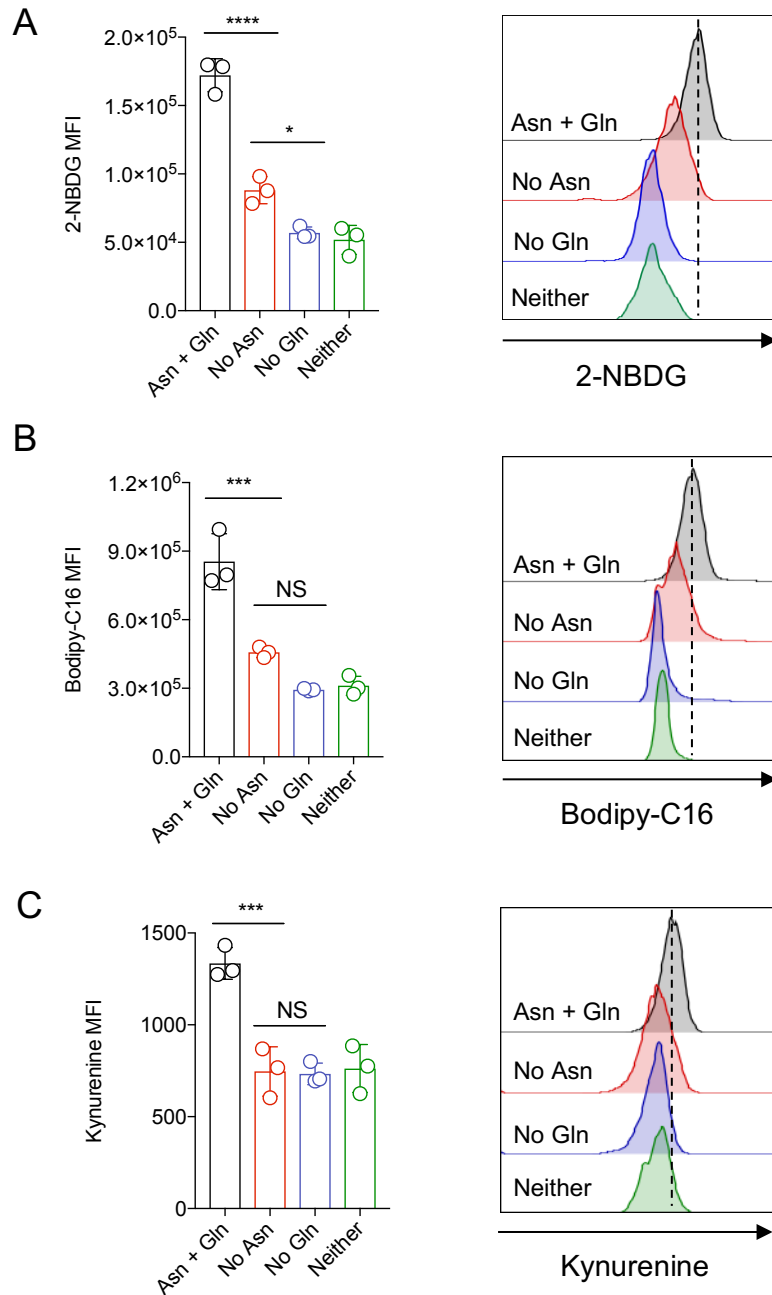 A
2-NBDG MFI
2.0×10⁵
1.5×10⁵
1.0×10⁵
5.0×10⁴
0.0
****
*
Asn + Gln
No Asn
No Gln
Neither
Asn + Gln
No Asn
No Gln
Neither
2-NBDG
B
Bodipy-C16 MFI
1.2×10⁶
9.0×10⁵
6.0×10⁵
3.0×10⁵
0.0
***
NS
Asn + Gln
No Asn
No Gln
Neither
Asn + Gln
No Asn
No Gln
Neither
Bodipy-C16
C
Kynurenine MFI
1500
1000
500
0
***
NS
Asn + Gln
No Asn
No Gln
Neither
Asn + Gln
No Asn
No Gln
Neither
Kynurenine